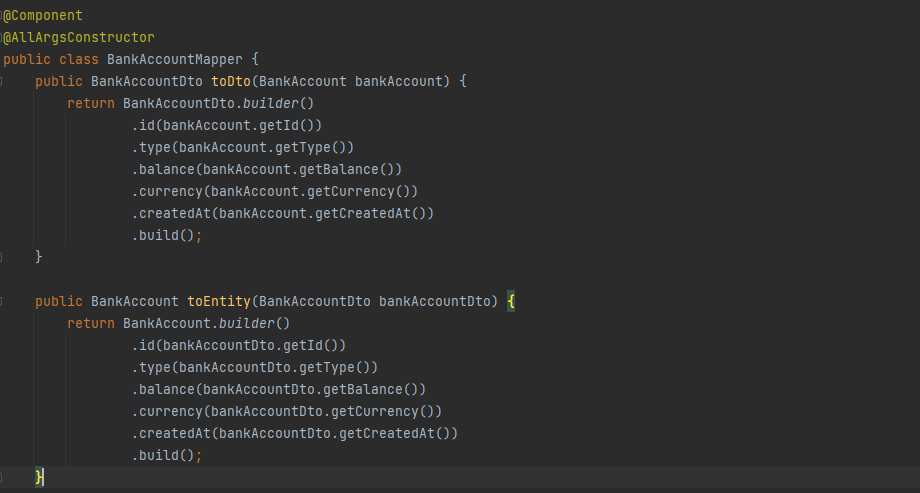 @Component
@AllArgsConstructor
public class BankAccountMapper {
    public BankAccountDto toDto(BankAccount bankAccount) {
        return BankAccountDto.builder()
                .id(bankAccount.getId())
                .type(bankAccount.getType())
                .balance(bankAccount.getBalance())
                .currency(bankAccount.getCurrency())
                .createdAt(bankAccount.getCreatedAt())
                .build();
    }
    public BankAccount toEntity(BankAccountDto bankAccountDto) {
        return BankAccount.builder()
                .id(bankAccountDto.getId())
                .type(bankAccountDto.getType())
                .balance(bankAccountDto.getBalance())
                .currency(bankAccountDto.getCurrency())
                .createdAt(bankAccountDto.getCreatedAt())
                .build();
    }